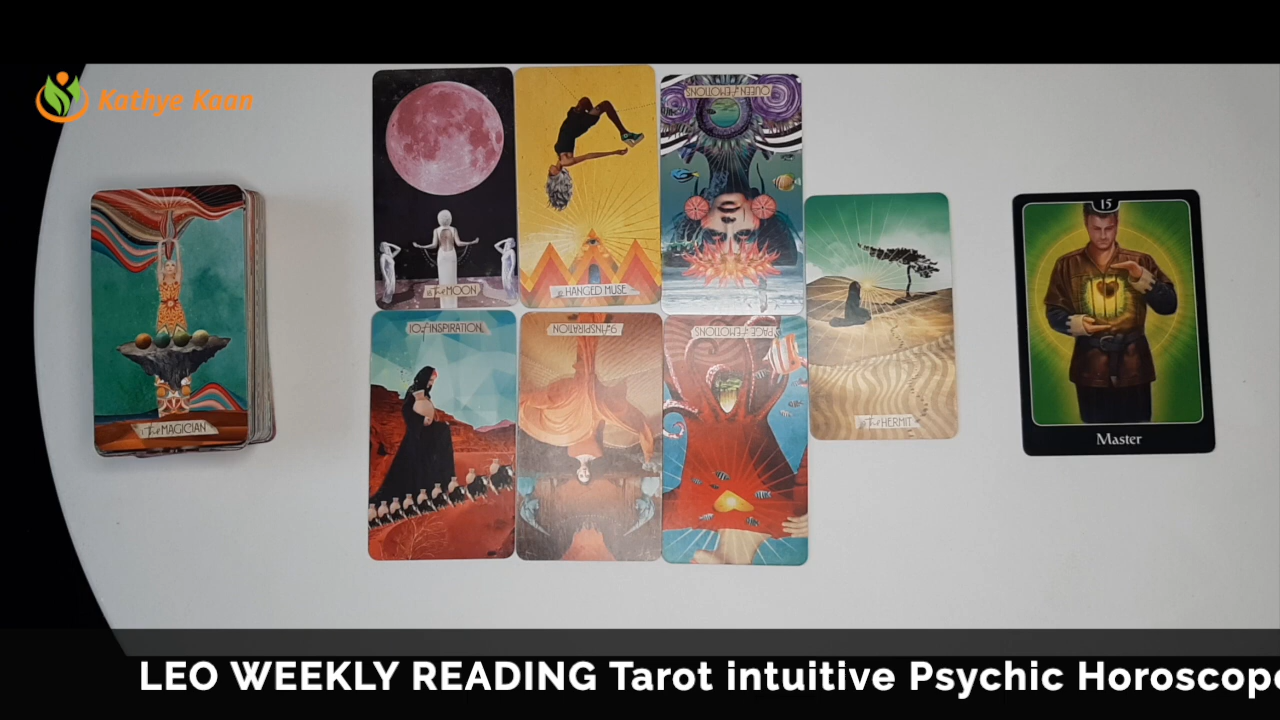 Kathye Kaan
The MOON
HANGED MUSE
QUEEN of EMOTIONS
10 of INSPIRATION
9 of INSPIRATION
PAGE of EMOTIONS
The HERMIT
The MAGICIAN
15
Master
LEO WEEKLY READING Tarot intuitive Psychic Horoscope